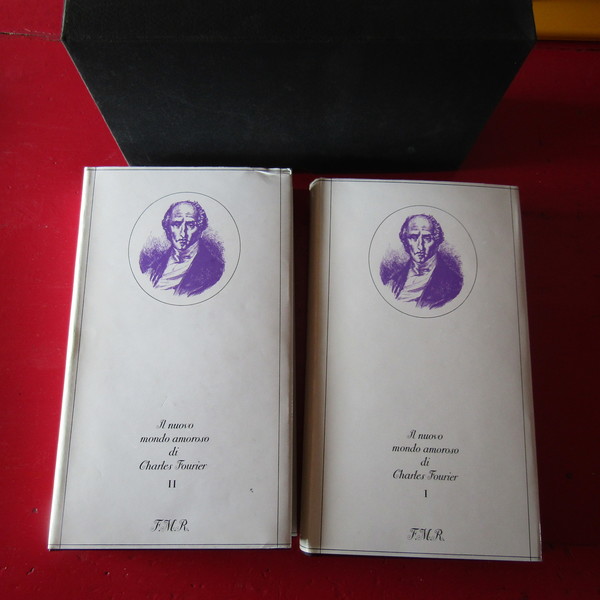 Il nuovo
mondo amoroso
di
Charles Fourier
II
F.M.R.
Il nuovo
mondo amoroso
di
Charles Fourier
I
F.M.R.